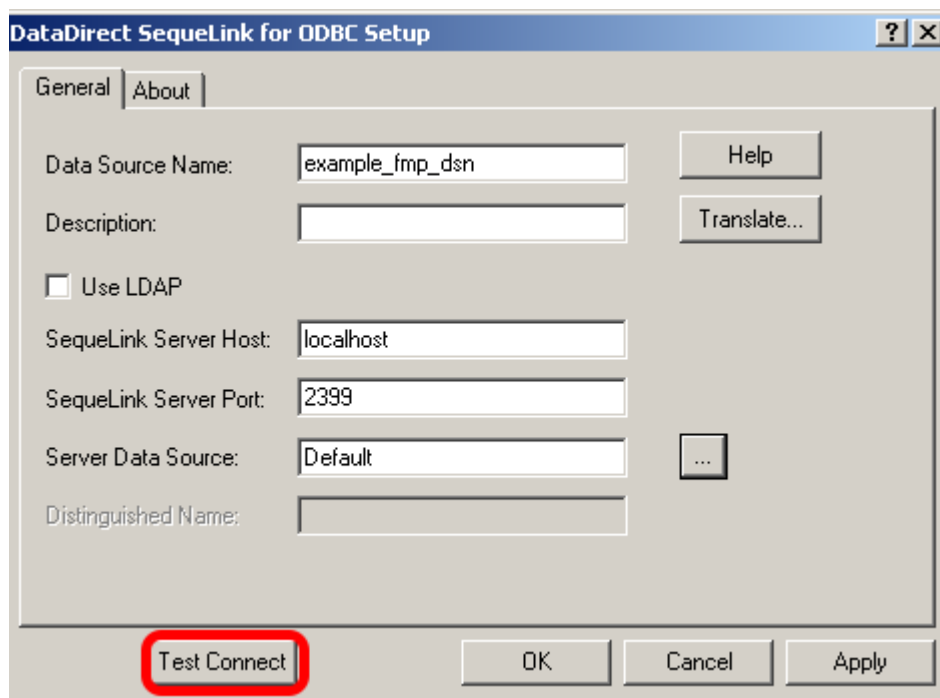 DataDirect SequeLink for ODBC Setup
General About
Data Source Name: example_fmp_dsn Help
Description: Translate...
Use LDAP
SequeLink Server Host: localhost
SequeLink Server Port: 2399
Server Data Source: Default ...
Distinguished Name:
Test Connect OK Cancel Apply